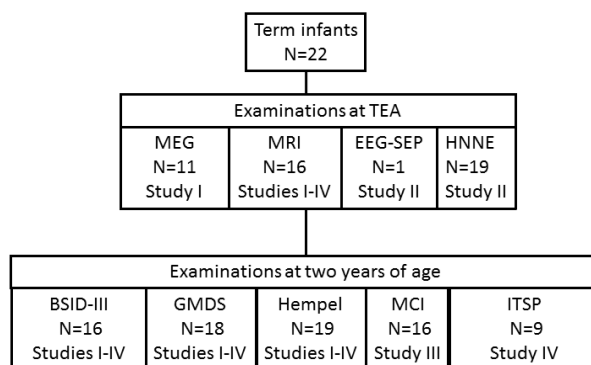 Term infants
N=22
Examinations at TEA
MEG
N=11
Study I
MRI
N=16
Studies I-IV
EEG-SEP
N=1
Study II
HNNE
N=19
Study II
Examinations at two years of age
BSID-III
N=16
Studies I-IV
GMDS
N=18
Studies I-IV
Hempel
N=19
Studies I-IV
MCI
N=16
Study III
ITSP
N=9
Study IV